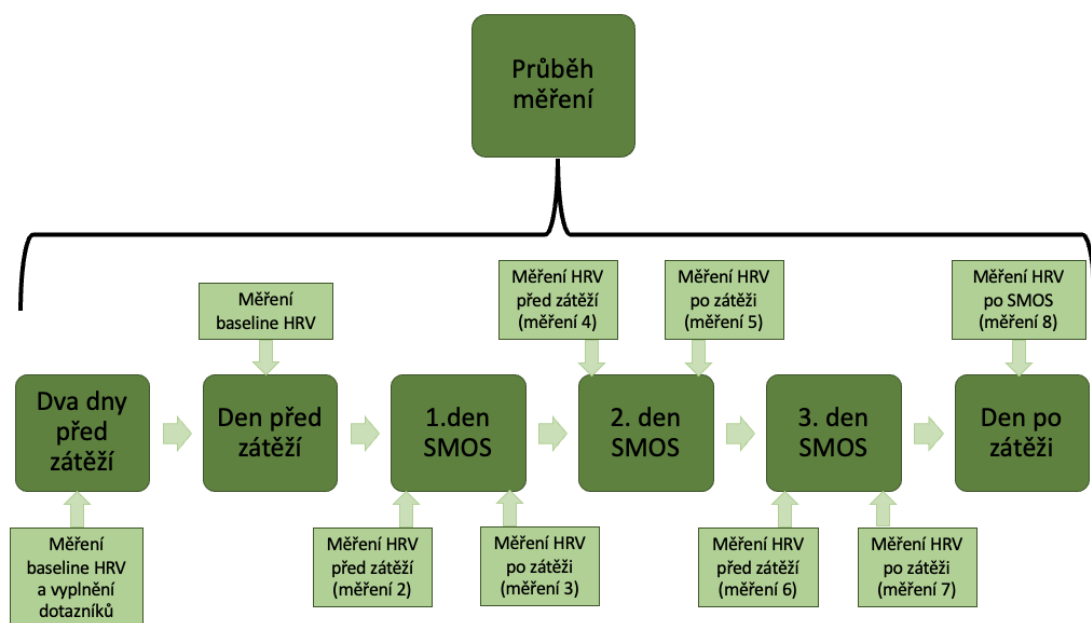 Průběh
měření
Měření
baseline HRV
Měření HRV
před zátěží
(měření 4)
Měření HRV
po zátěži
(měření 5)
Měření HRV
po SMOS
(měření 8)
Dva dny
před
zátěží
Den před
zátěží
1.den
SMOS
2. den
SMOS
3. den
SMOS
Den po
zátěži
Měření
baseline HRV
a vyplnění
dotazníků
Měření HRV
před zátěží
(měření 2)
Měření HRV
po zátěži
(měření 3)
Měření HRV
před zátěží
(měření 6)
Měření HRV
po zátěži
(měření 7)